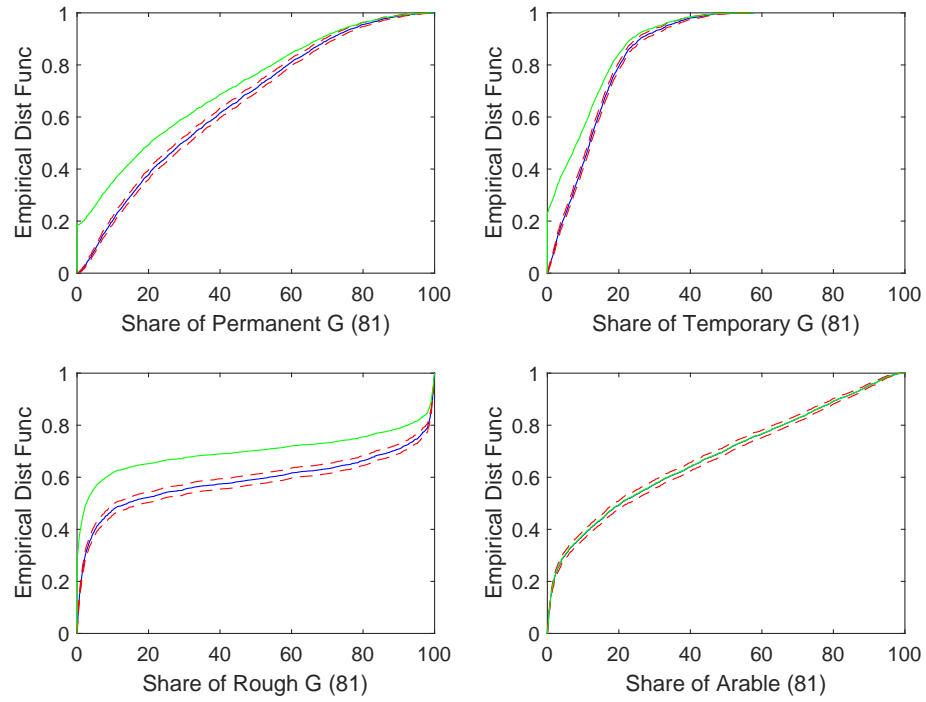 1
0.8
0.6
0.4
0.2
0
Empirical Dist Func
0 20 40 60 80 100
Share of Permanent G (81)
1
0.8
0.6
0.4
0.2
0
Empirical Dist Func
0 20 40 60 80 100
Share of Temporary G (81)
1
0.8
0.6
0.4
0.2
0
Empirical Dist Func
0 20 40 60 80 100
Share of Rough G (81)
1
0.8
0.6
0.4
0.2
0
Empirical Dist Func
0 20 40 60 80 100
Share of Arable (81)